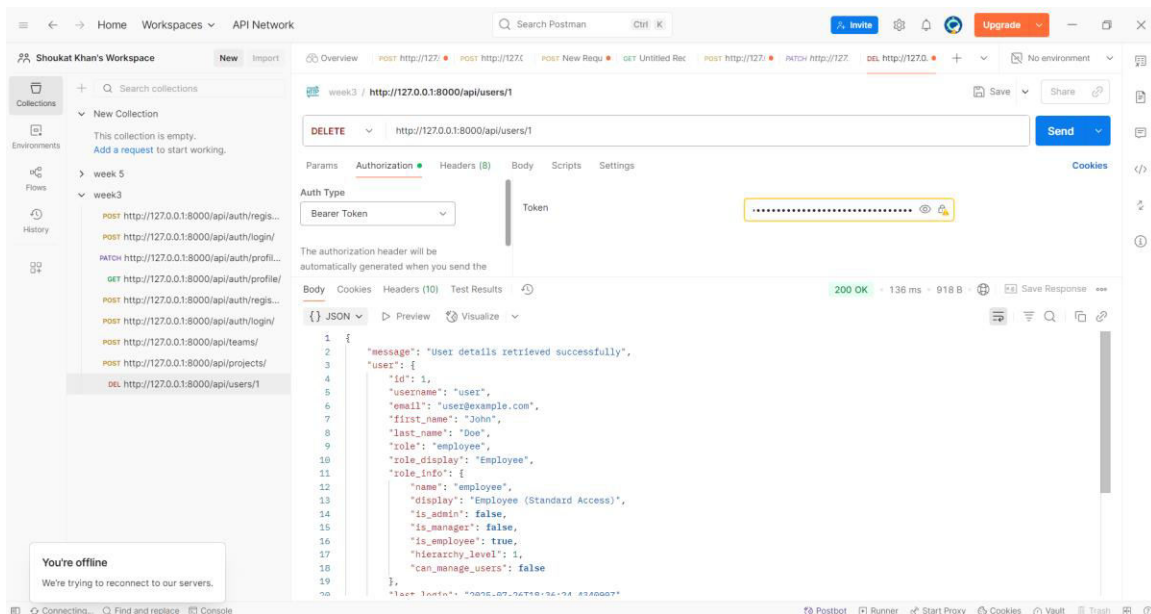 Home Workspaces API Network Search Postman Ctrl K Invite Upgrade
Shoukat Khan's Workspace New Import
Overview POST http://127.( POST http://127.( POST New Requ GET Untitled Rec POST http://127.( PATCH http://127. DEL http://127.0. No environment
Collections
Environments
Flows
History
Search collections
New Collection
This collection is empty.
Add a request to start working.
week 5
week3
POST http://127.0.0.1:8000/api/auth/regis...
POST http://127.0.0.1:8000/api/auth/login/
PATCH http://127.0.0.1:8000/api/auth/profil...
GET http://127.0.0.1:8000/api/auth/profile/
POST http://127.0.0.1:8000/api/auth/regis...
POST http://127.0.0.1:8000/api/auth/login/
POST http://127.0.0.1:8000/api/teams/
POST http://127.0.0.1:8000/api/projects/
DEL http://127.0.0.1:8000/api/users/1
week3 / http://127.0.0.1:8000/api/users/1 Save Share
DELETE http://127.0.0.1:8000/api/users/1 Send
Params Authorization Headers (8) Body Scripts Settings Cookies
Auth Type
Bearer Token
Token
The authorization header will be
automatically generated when you send the
Body Cookies Headers (10) Test Results 200 OK 136 ms 918 B Save Response
{} JSON Preview Visualize
1 {
2 "message": "User details retrieved successfully",
3 "user": {
4 "id": 1,
5 "username": "user",
6 "email": "user@example.com",
7 "first_name": "John",
8 "last_name": "Doe",
9 "role": "employee",
10 "role_display": "Employee",
11 "role_info": {
12 "name": "employee",
13 "display": "Employee (Standard Access)",
14 "is_admin": false,
15 "is_manager": false,
16 "is_employee": true,
17 "hierarchy_level": 1,
18 "can_manage_users": false
19 },
You're offline
We're trying to reconnect to our servers.
Connecting... Find and replace Console Postbot Runner Start Proxy Cookies Vault Trash